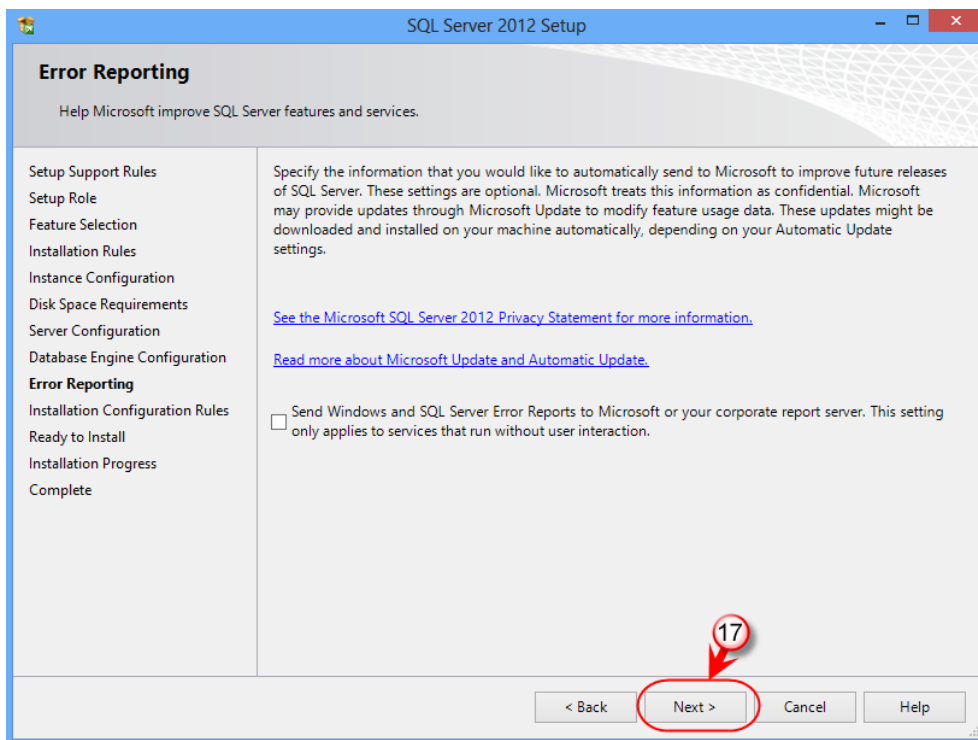 SQL Server 2012 Setup
Error Reporting
Help Microsoft improve SQL Server features and services.
Setup Support Rules
Setup Role
Feature Selection
Installation Rules
Instance Configuration
Disk Space Requirements
Server Configuration
Database Engine Configuration
Error Reporting
Installation Configuration Rules
Ready to Install
Installation Progress
Complete
Specify the information that you would like to automatically send to Microsoft to improve future releases
of SQL Server. These settings are optional. Microsoft treats this information as confidential. Microsoft
may provide updates through Microsoft Update to modify feature usage data. These updates might be
downloaded and installed on your machine automatically, depending on your Automatic Update
settings.
See the Microsoft SQL Server 2012 Privacy Statement for more information.
Read more about Microsoft Update and Automatic Update.
Send Windows and SQL Server Error Reports to Microsoft or your corporate report server. This setting
only applies to services that run without user interaction.
17
< Back
Next >
Cancel
Help